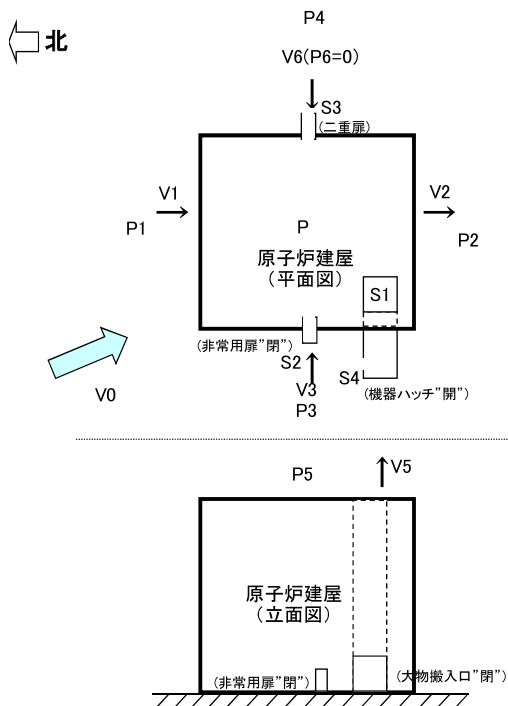 P4
北
V6(P6=0)
S3
(二重扉)
V1
V2
P1
P
P2
原子炉建屋
(平面図)
S1
(非常用扉"閉")
S2
S4
(機器ハッチ"開")
V0
V3
P3
P5
V5
原子炉建屋
(立面図)
(非常用扉"閉")
(大物搬入口"閉")